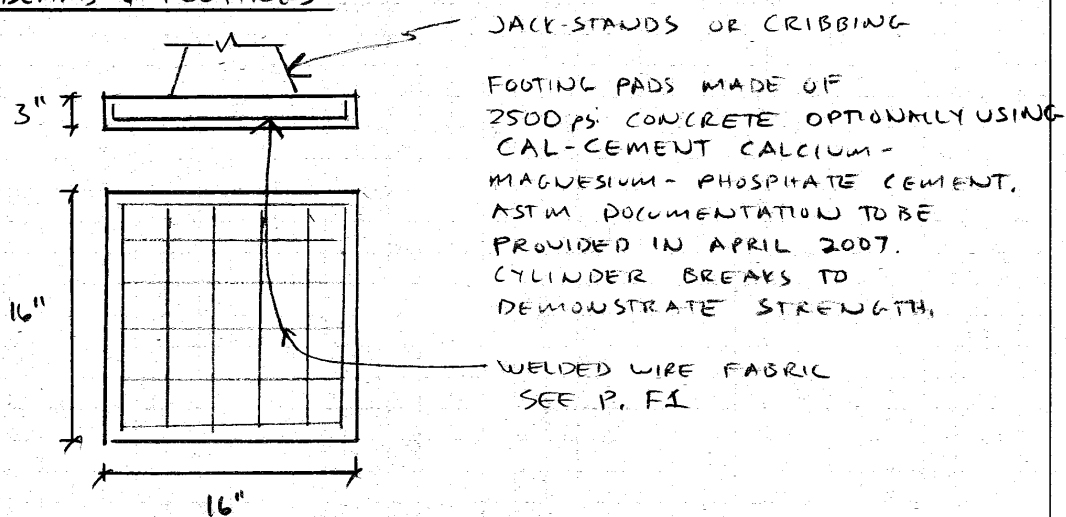 BEAMS & FOOTINGS
JACK-STANDS OR CRIBBING
3"
FOOTING PADS MADE OF
2500 psi CONCRETE OPTIONALLY USING
CAL-CEMENT CALCIUM-
MAGNESIUM-PHOSPHATE CEMENT.
ASTM DOCUMENTATION TO BE
PROVIDED IN APRIL 2007.
CYLINDER BREAKS TO
DEMONSTRATE STRENGTH.
16"
WELDED WIRE FABRIC
SEE P. F1
16"